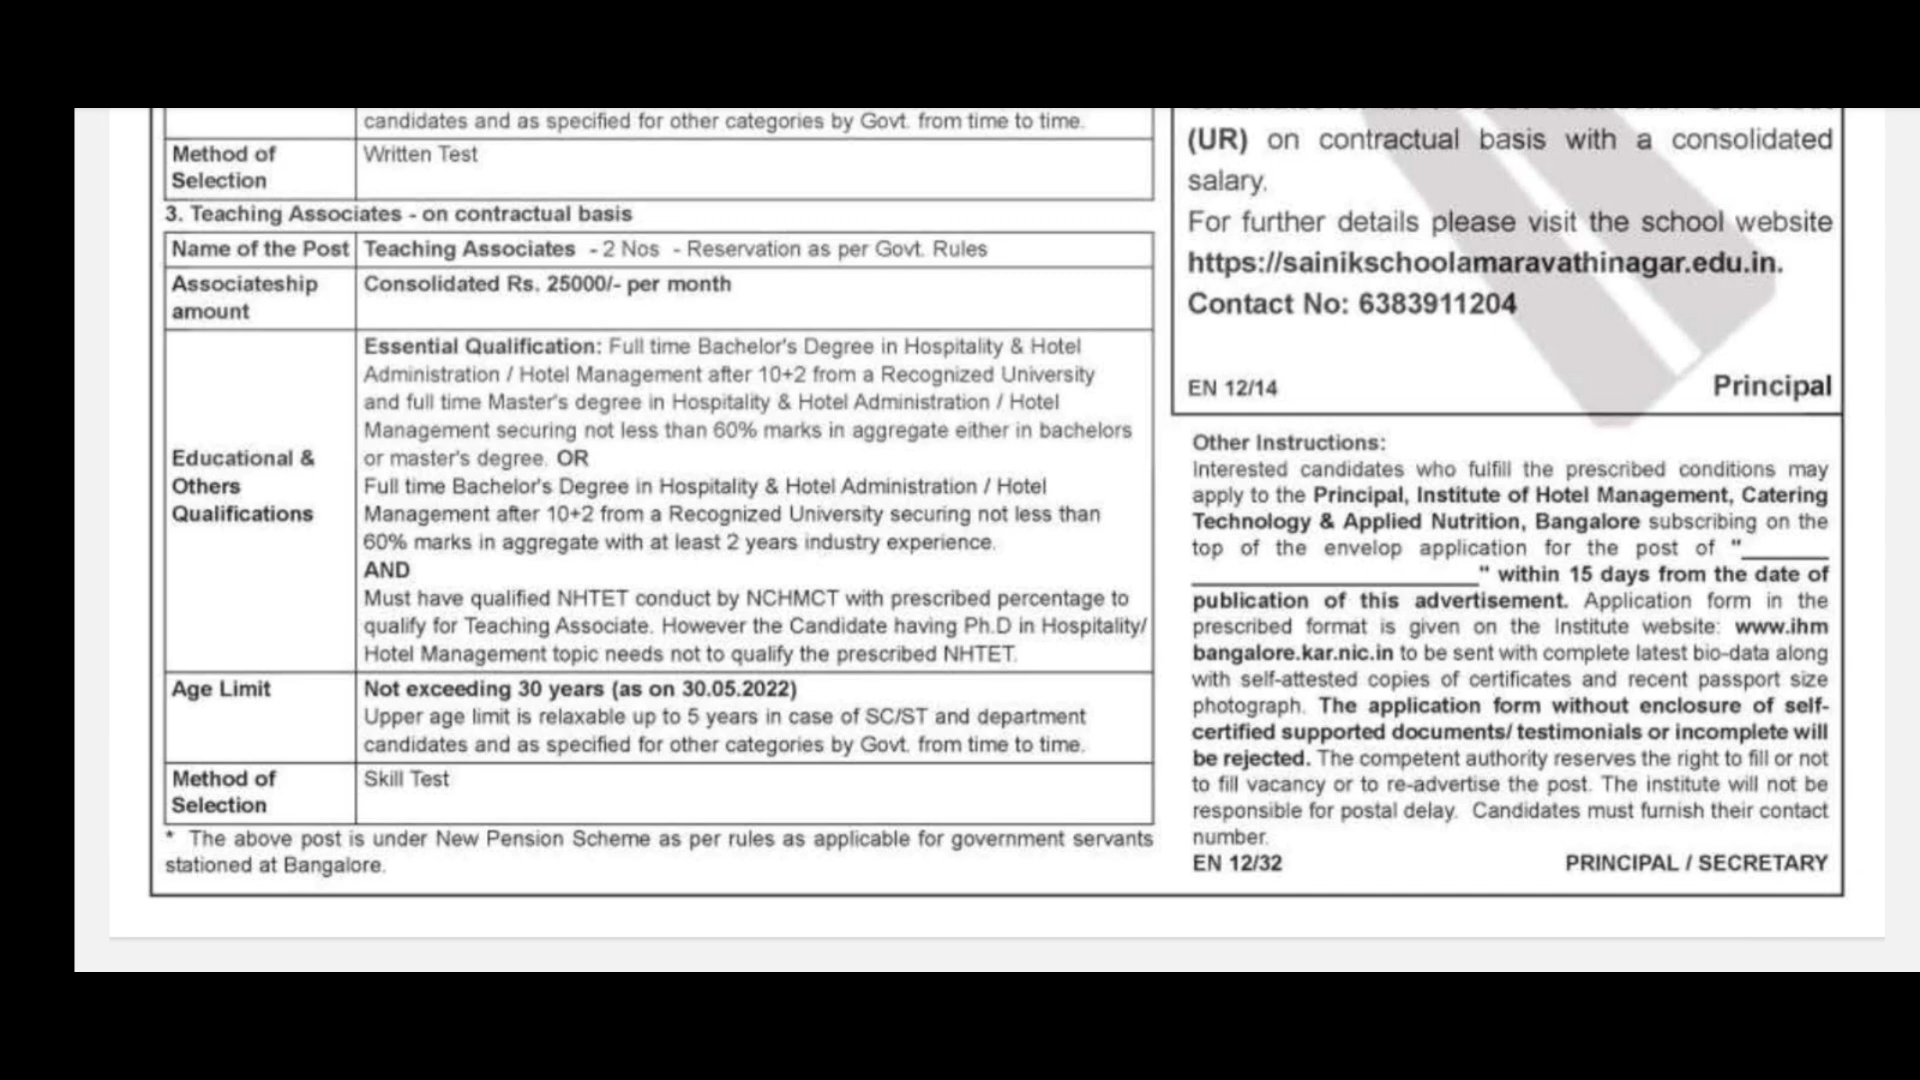 candidates and as specified for other categories by Govt. from time to time.
Method of
Selection
Written Test
3. Teaching Associates - on contractual basis
Name of the Post
Teaching Associates - 2 Nos - Reservation as per Govt. Rules
Associateship
amount
Consolidated Rs. 25000/- per month
Educational &
Others
Qualifications
Essential Qualification: Full time Bachelor's Degree in Hospitality & Hotel
Administration / Hotel Management after 10+2 from a Recognized University
and full time Master's degree in Hospitality & Hotel Administration / Hotel
Management securing not less than 60% marks in aggregate either in bachelors
or master's degree. OR
Full time Bachelor's Degree in Hospitality & Hotel Administration / Hotel
Management after 10+2 from a Recognized University securing not less than
60% marks in aggregate with at least 2 years industry experience.
AND
Must have qualified NHTET conduct by NCHMCT with prescribed percentage to
qualify for Teaching Associate. However the Candidate having Ph.D in Hospitality/
Hotel Management topic needs not to qualify the prescribed NHTET.
Age Limit
Not exceeding 30 years (as on 30.05.2022)
Upper age limit is relaxable up to 5 years in case of SC/ST and department
candidates and as specified for other categories by Govt. from time to time.
Method of
Selection
Skill Test
* The above post is under New Pension Scheme as per rules as applicable for government servants
stationed at Bangalore.
(UR) on contractual basis with a consolidated
salary.
For further details please visit the school website
https://sainikschoolamaravathinagar.edu.in.
Contact No: 6383911204
EN 12/14 Principal
Other Instructions:
Interested candidates who fulfill the prescribed conditions may
apply to the Principal, Institute of Hotel Management, Catering
Technology & Applied Nutrition, Bangalore subscribing on the
top of the envelop application for the post of "_______
______________________" within 15 days from the date of
publication of this advertisement. Application form in the
prescribed format is given on the Institute website: www.ihm
bangalore.kar.nic.in to be sent with complete latest bio-data along
with self-attested copies of certificates and recent passport size
photograph. The application form without enclosure of self-
certified supported documents/ testimonials or incomplete will
be rejected. The competent authority reserves the right to fill or not
to fill vacancy or to re-advertise the post. The institute will not be
responsible for postal delay. Candidates must furnish their contact
number.
EN 12/32 PRINCIPAL / SECRETARY